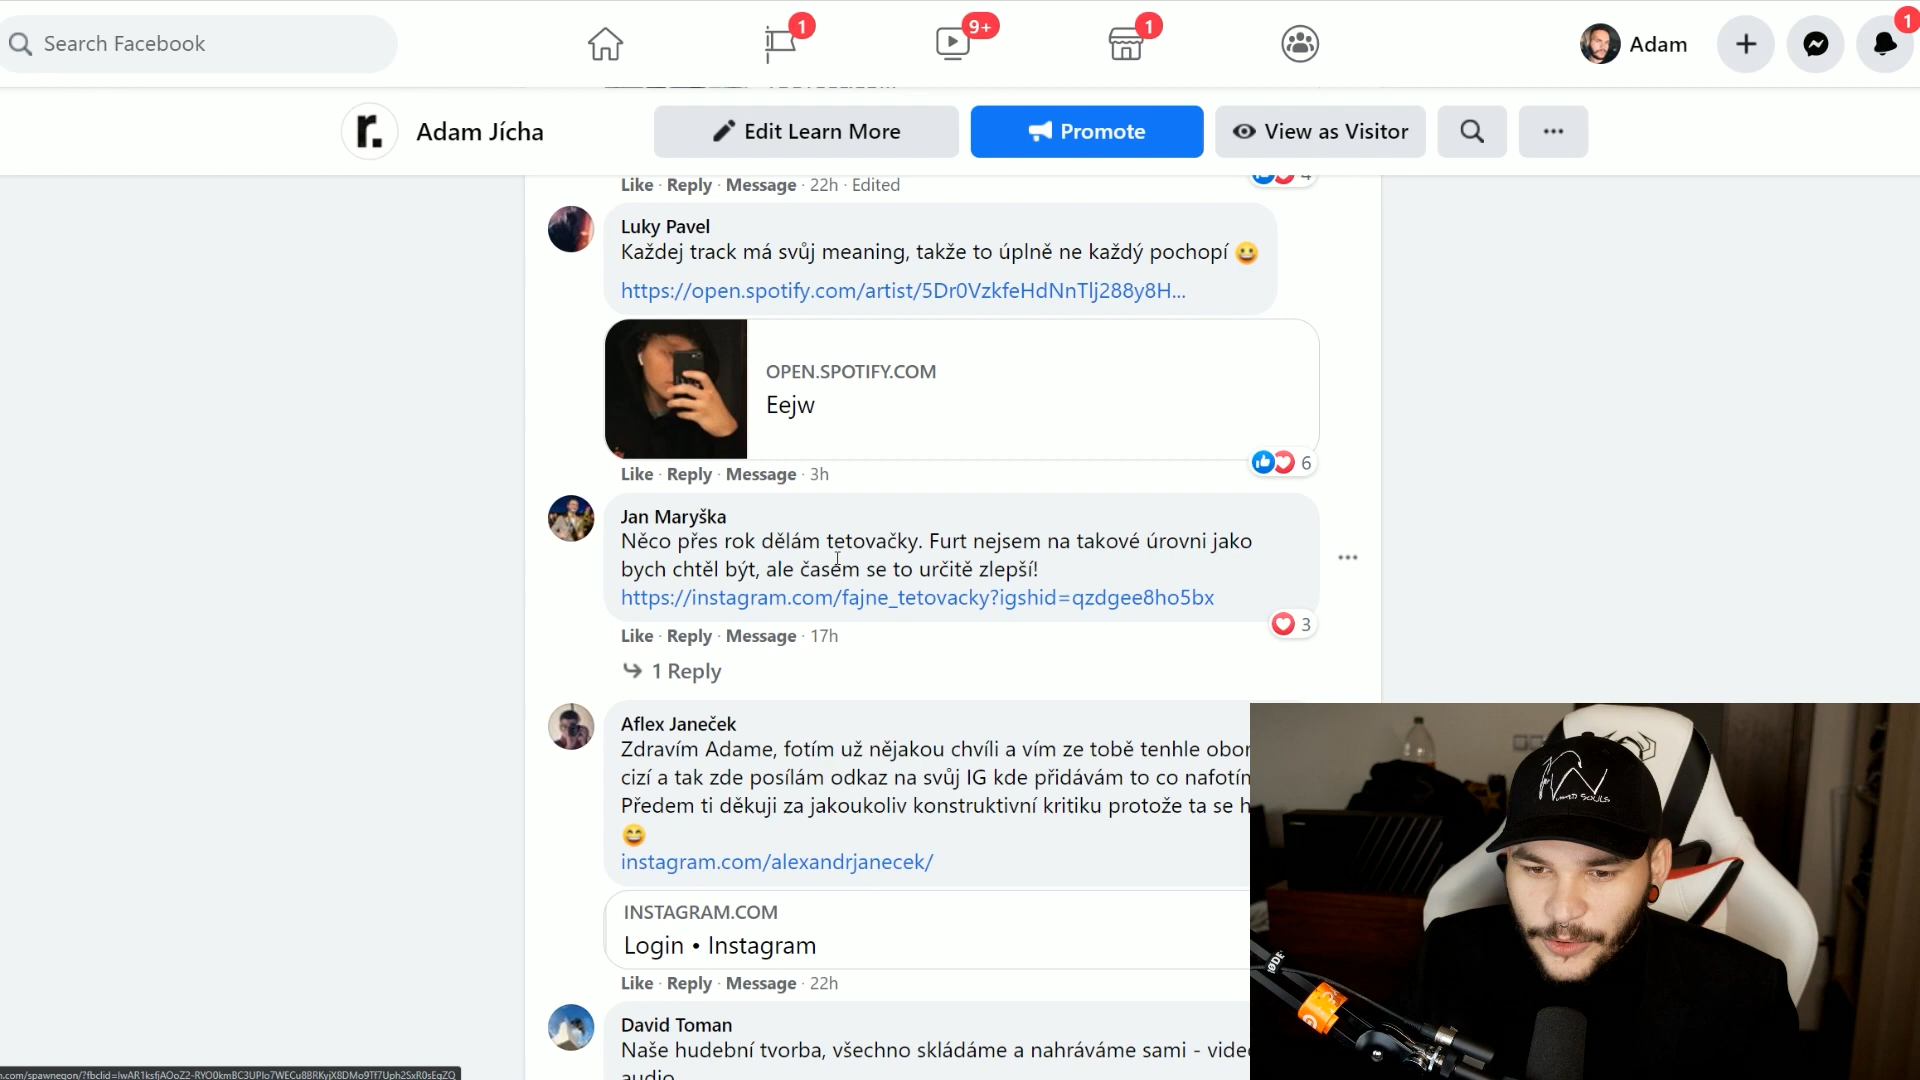 Search Facebook
1
9+
1
Adam
1
r.
Adam Jícha
Edit Learn More
Promote
View as Visitor
Like · Reply · Message · 22h · Edited
4
Luky Pavel
Každej track má svůj meaning, takže to úplně ne každý pochopí 😀
https://open.spotify.com/artist/5Dr0VzkfeHdNnTlj288y8H...
OPEN.SPOTIFY.COM
Eejw
Like · Reply · Message · 3h
6
Jan Maryška
Něco přes rok dělám tetovačky. Furt nejsem na takové úrovni jako
bych chtěl být, ale časem se to určitě zlepší!
https://instagram.com/fajne_tetovacky?igshid=qzdgee8ho5bx
Like · Reply · Message · 17h
3
1 Reply
Aflex Janeček
Zdravím Adame, fotím už nějakou chvíli a vím ze tobě tenhle obor
cizí a tak zde posílám odkaz na svůj IG kde přidávám to co nafotím
Předem ti děkuji za jakoukoliv konstruktivní kritiku protože ta se h
😄
instagram.com/alexandrjanecek/
INSTAGRAM.COM
Login • Instagram
Like · Reply · Message · 22h
David Toman
Naše hudební tvorba, všechno skládáme a nahráváme sami - video
audio
SOULS
RØDE